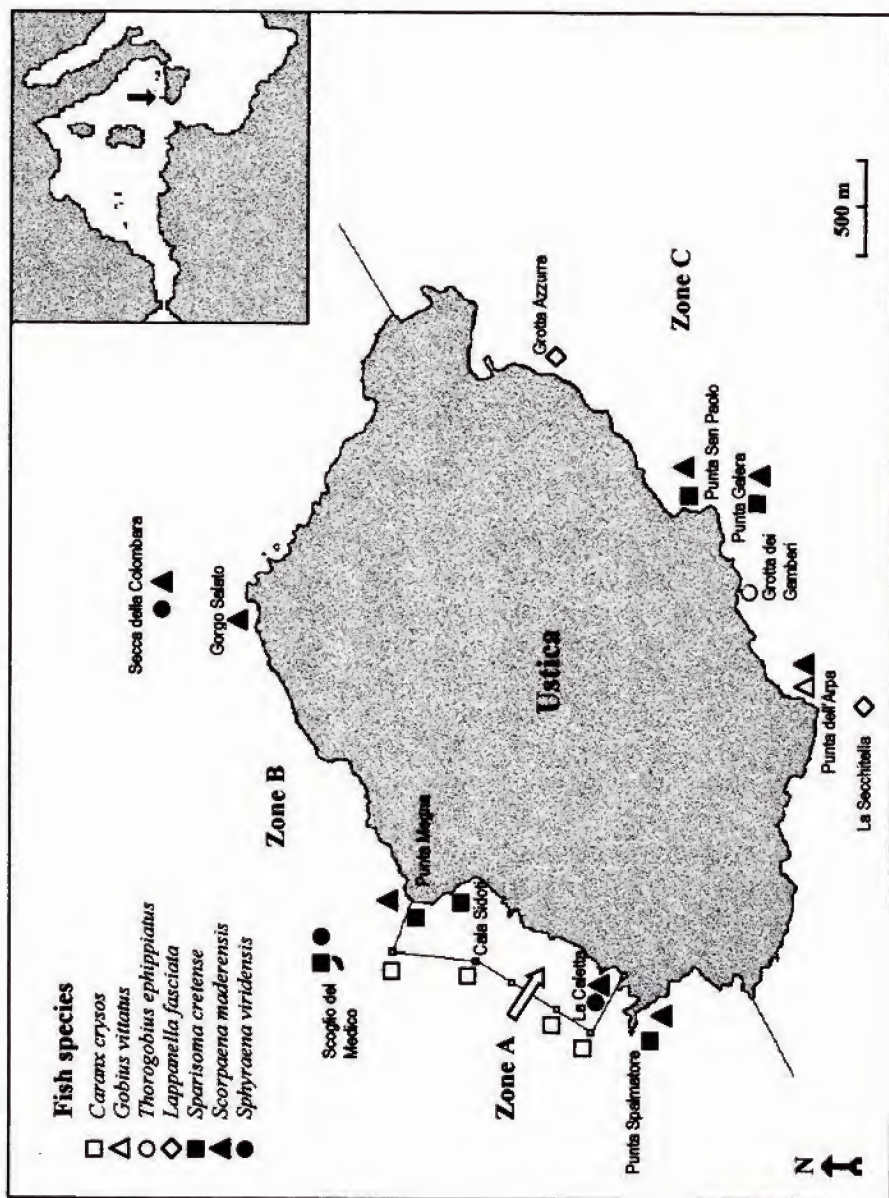 Fish species
Caranx crysos
Gobius vittatus
Thorogobius ephippiatus
Lappanella fasciata
Sparisoma cretense
Scorpaena maderensis
Sphyraena viridensis
Secca della Colombara
Gorgo Salato
Zone B
Scoglio del
Medico
Punta Megna
Cala Sidoti
Zone A
La Caletta
Punta Spalmatore
Ustica
Grotta Azzurra
Zone C
Punta San Paolo
Punta Galera
Grotta dei
Gamberi
Punta dell'Arpa
La Secchitella
500 m
N